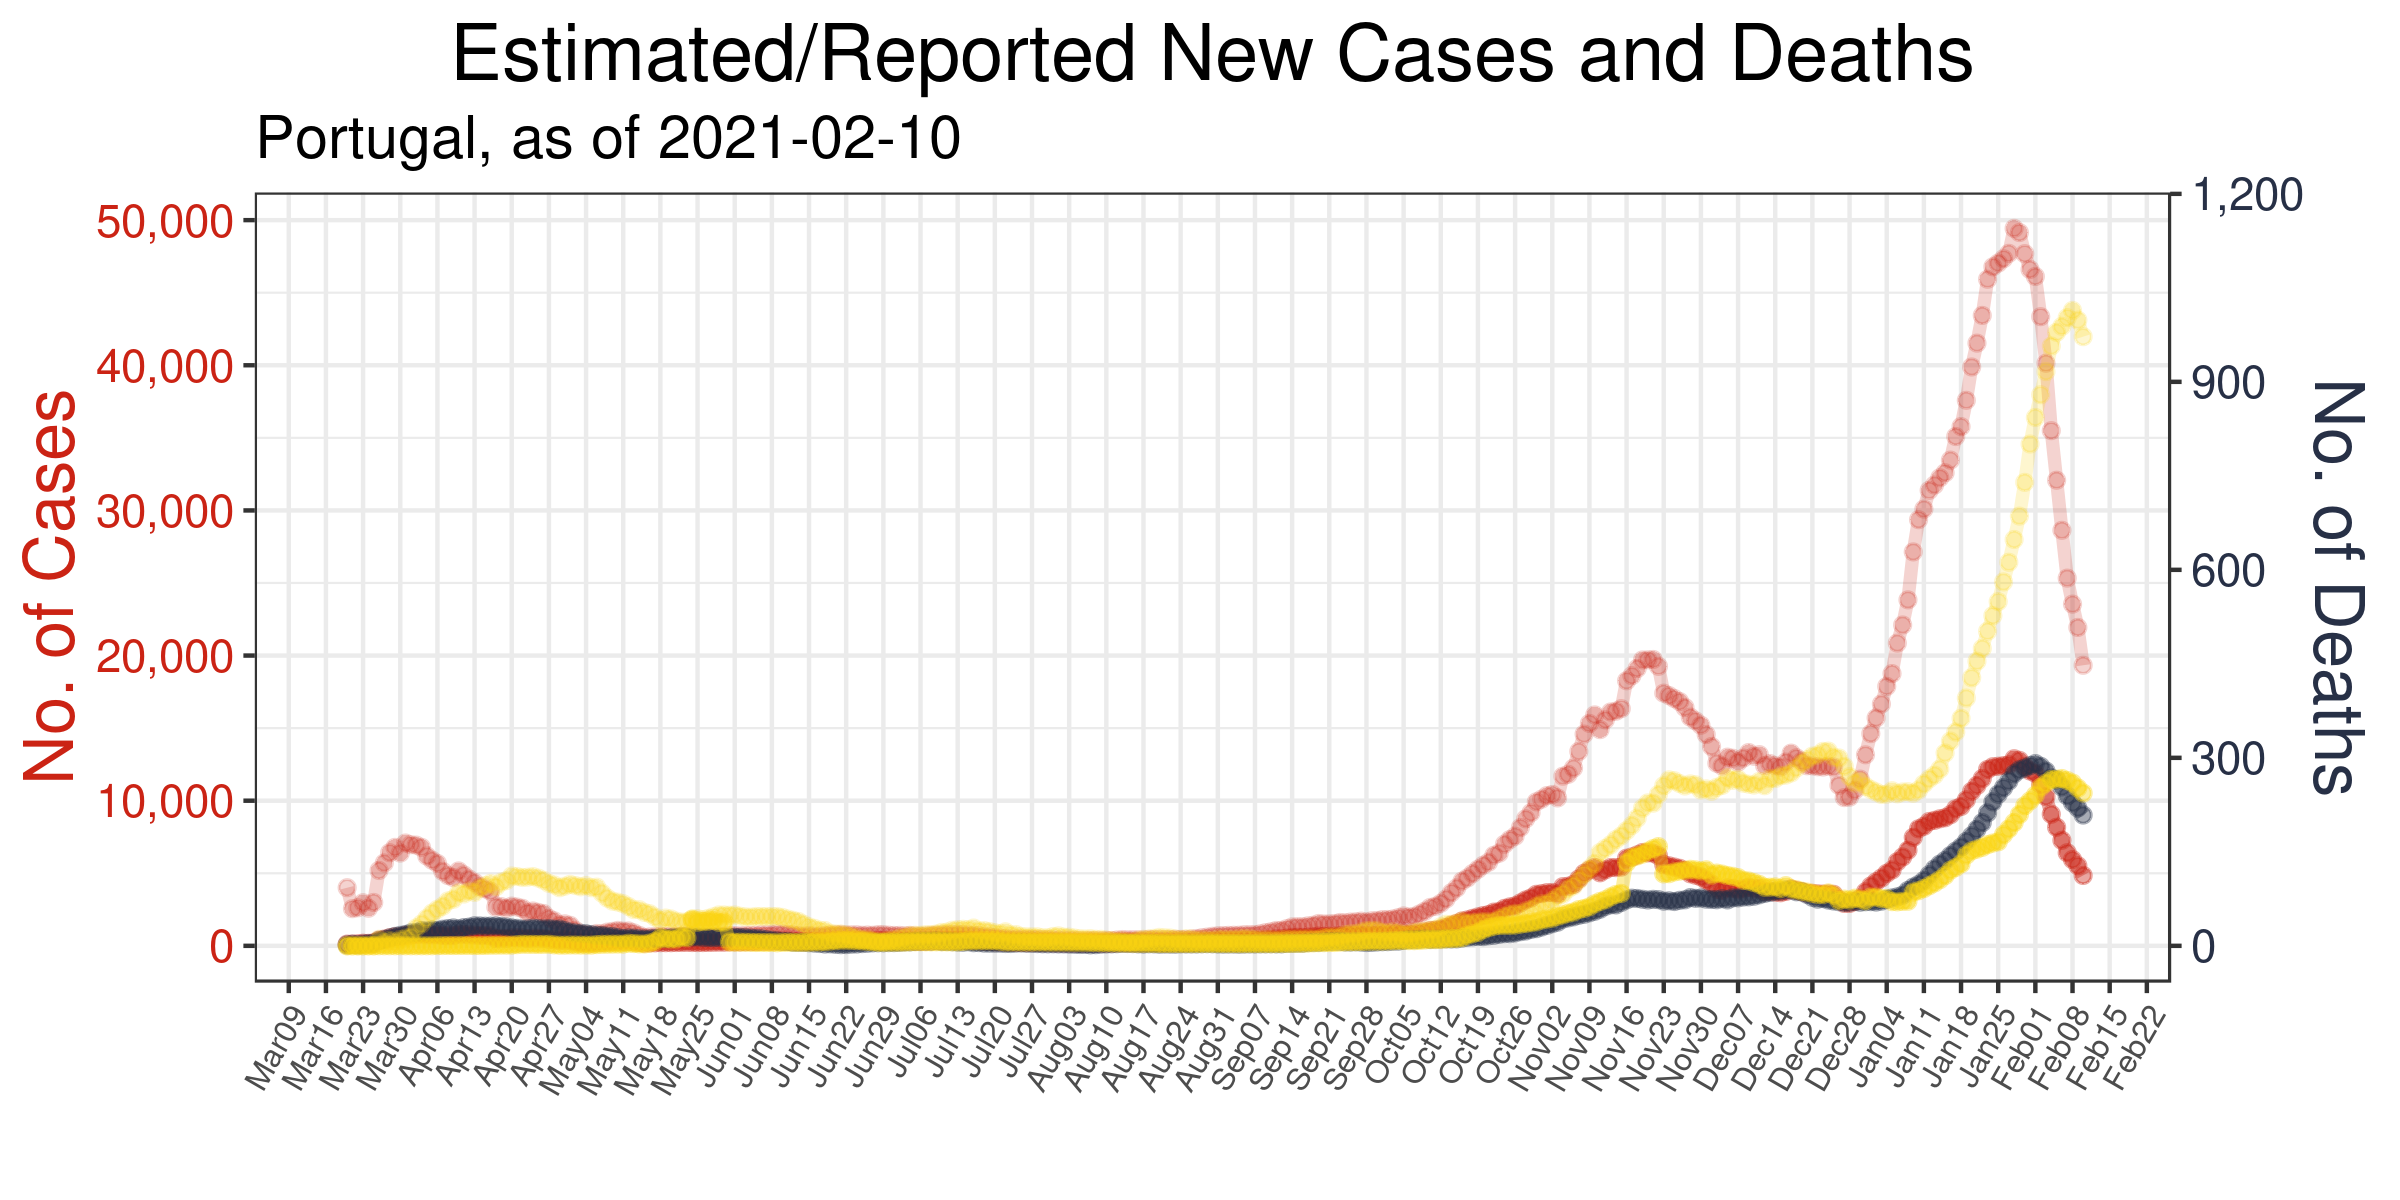 Estimated/Reported New Cases and Deaths
Portugal, as of 2021-02-10
No. of Cases
50,000
40,000
30,000
20,000
10,000
0
1,200
900
600
300
0
No. of Deaths
Mar09
Mar16
Mar23
Mar30
Apr06
Apr13
Apr20
Apr27
May04
May11
May18
May25
Jun01
Jun08
Jun15
Jun22
Jun29
Jul06
Jul13
Jul20
Jul27
Aug03
Aug10
Aug17
Aug24
Aug31
Sep07
Sep14
Sep21
Sep28
Oct05
Oct12
Oct19
Oct26
Nov02
Nov09
Nov16
Nov23
Nov30
Dec07
Dec14
Dec21
Dec28
Jan04
Jan11
Jan18
Jan25
Feb01
Feb08
Feb15
Feb22